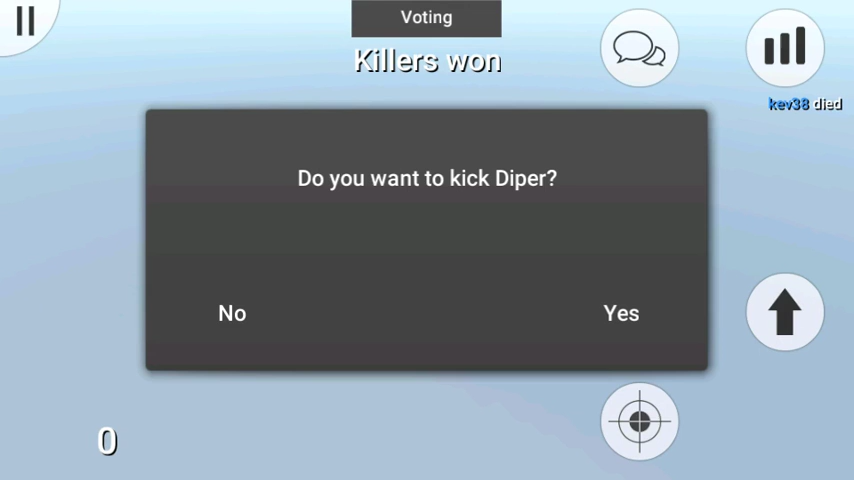 Voting
Killers won
kev38 died
Do you want to kick Diper?
No
Yes
0